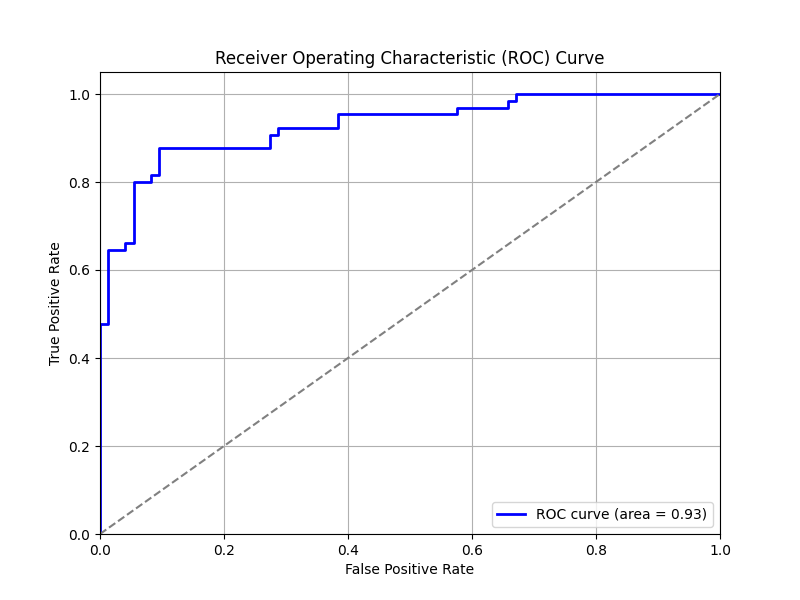 Receiver Operating Characteristic (ROC) Curve
1.0
0.8
0.6
0.4
0.2
0.0
True Positive Rate
ROC curve (area = 0.93)
0.0 0.2 0.4 0.6 0.8 1.0
False Positive Rate